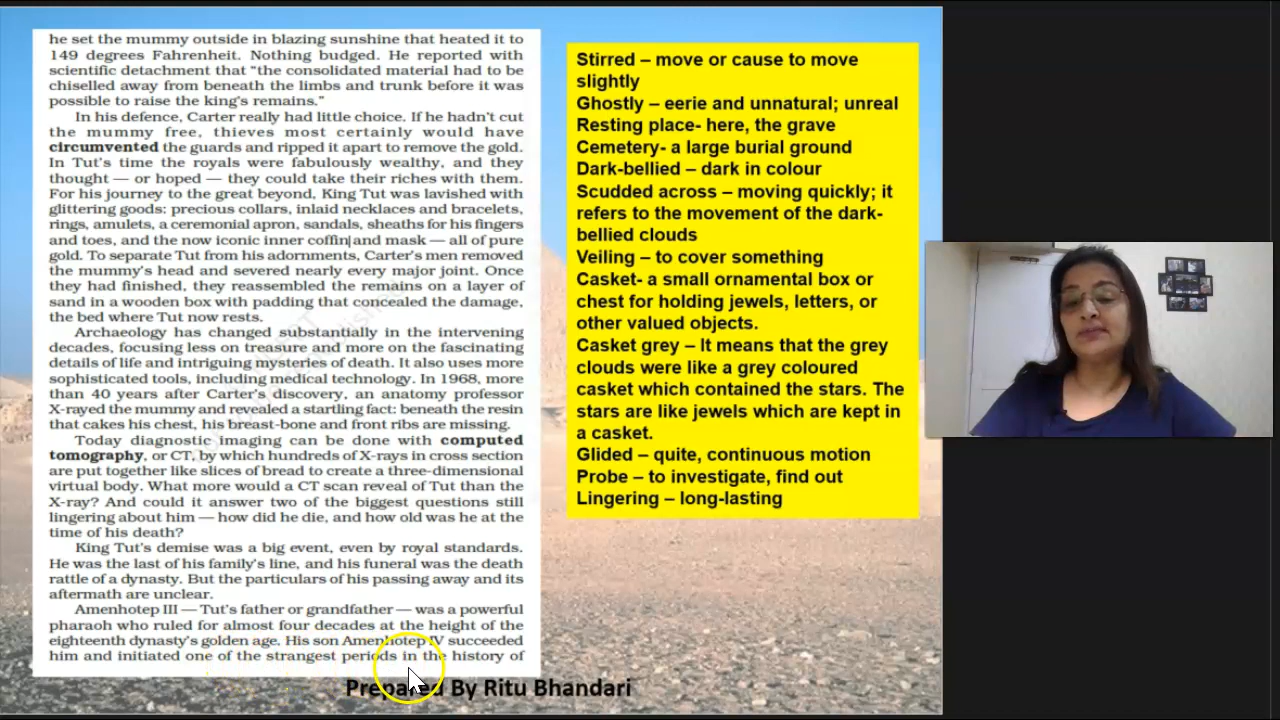 he set the mummy outside in blazing sunshine that heated it to
149 degrees Fahrenheit. Nothing budged. He reported with
scientific detachment that “the consolidated material had to be
chiselled away from beneath the limbs and trunk before it was
possible to raise the king's remains.”
In his defence, Carter really had little choice. If he hadn't cut
the mummy free, thieves most certainly would have
circumvented the guards and ripped it apart to remove the gold.
In Tut's time the royals were fabulously wealthy, and they
thought — or hoped — they could take their riches with them.
For his journey to the great beyond, King Tut was lavished with
glittering goods: precious collars, inlaid necklaces and bracelets,
rings, amulets, a ceremonial apron, sandals, sheaths for his fingers
and toes, and the now iconic inner coffin and mask — all of pure
gold. To separate Tut from his adornments, Carter's men removed
the mummy's head and severed nearly every major joint. Once
they had finished, they reassembled the remains on a layer of
sand in a wooden box with padding that concealed the damage,
the bed where Tut now rests.
Archaeology has changed substantially in the intervening
decades, focusing less on treasure and more on the fascinating
details of life and intriguing mysteries of death. It also uses more
sophisticated tools, including medical technology. In 1968, more
than 40 years after Carter's discovery, an anatomy professor
X-rayed the mummy and revealed a startling fact: beneath the resin
that cakes his chest, his breast-bone and front ribs are missing.
Today diagnostic imaging can be done with computed
tomography, or CT, by which hundreds of X-rays in cross section
are put together like slices of bread to create a three-dimensional
virtual body. What more would a CT scan reveal of Tut than the
X-ray? And could it answer two of the biggest questions still
lingering about him — how did he die, and how old was he at the
time of his death?
King Tut's demise was a big event, even by royal standards.
He was the last of his family's line, and his funeral was the death
rattle of a dynasty. But the particulars of his passing away and its
aftermath are unclear.
Amenhotep III — Tut's father or grandfather — was a powerful
pharaoh who ruled for almost four decades at the height of the
eighteenth dynasty's golden age. His son Amenhotep IV succeeded
him and initiated one of the strangest periods in the history of
Stirred – move or cause to move
slightly
Ghostly – eerie and unnatural; unreal
Resting place- here, the grave
Cemetery- a large burial ground
Dark-bellied – dark in colour
Scudded across – moving quickly; it
refers to the movement of the dark-
bellied clouds
Veiling – to cover something
Casket- a small ornamental box or
chest for holding jewels, letters, or
other valued objects.
Casket grey – It means that the grey
clouds were like a grey coloured
casket which contained the stars. The
stars are like jewels which are kept in
a casket.
Glided – quite, continuous motion
Probe – to investigate, find out
Lingering – long-lasting
Prepared By Ritu Bhandari